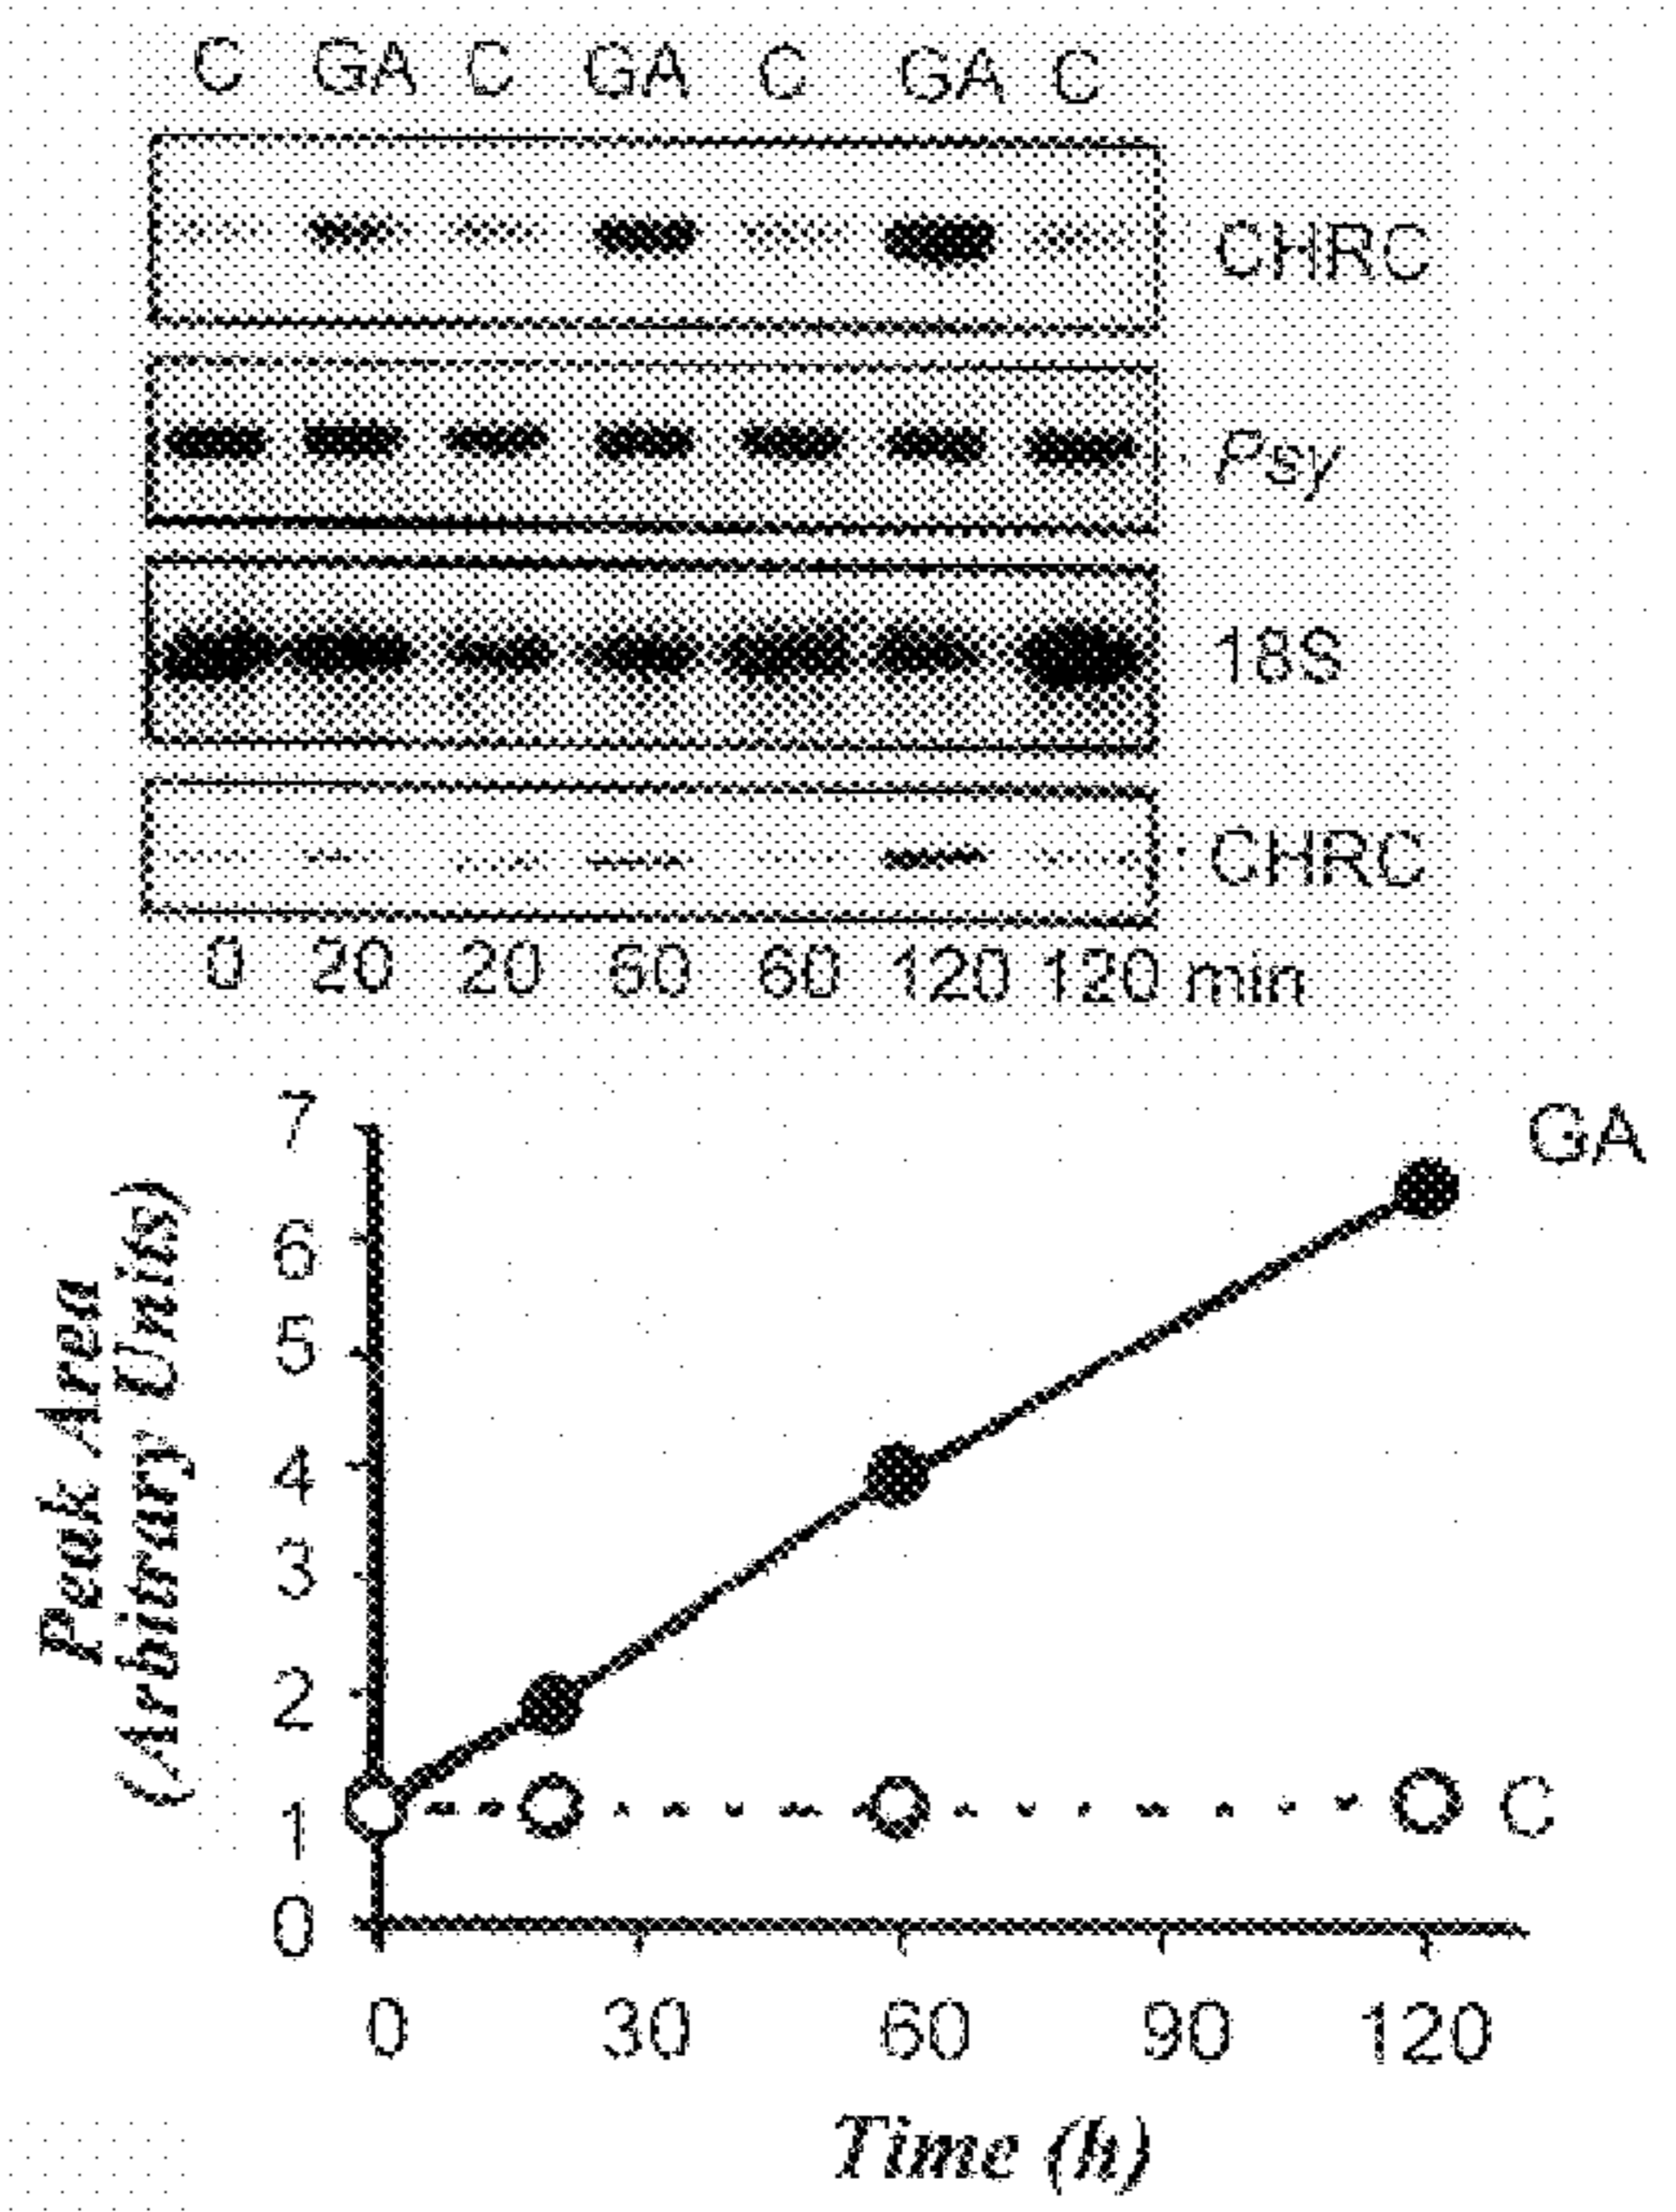 C GA C GA C GA C
CHRC
Psy
18S
CHRC
0 20 20 60 60 120 120 min
GA
7
6
5
4
3
2
1
0
C
Peak Area
(Arbitrary Units)
0 30 60 90 120
Time (h)